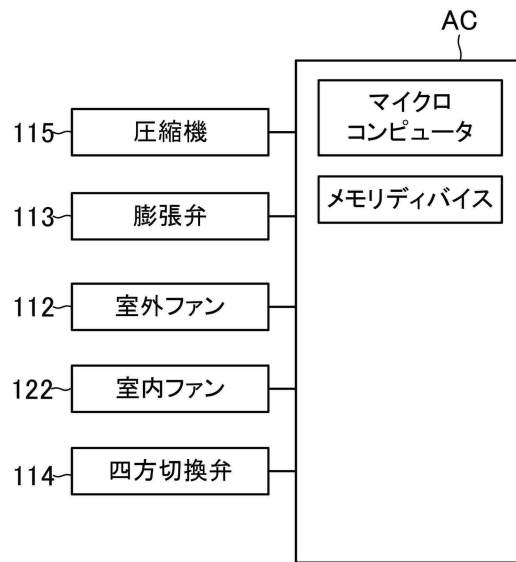 AC
マイクロ
コンピュータ
メモリディバイス
115 圧縮機
113 膨張弁
112 室外ファン
122 室内ファン
114 四方切換弁